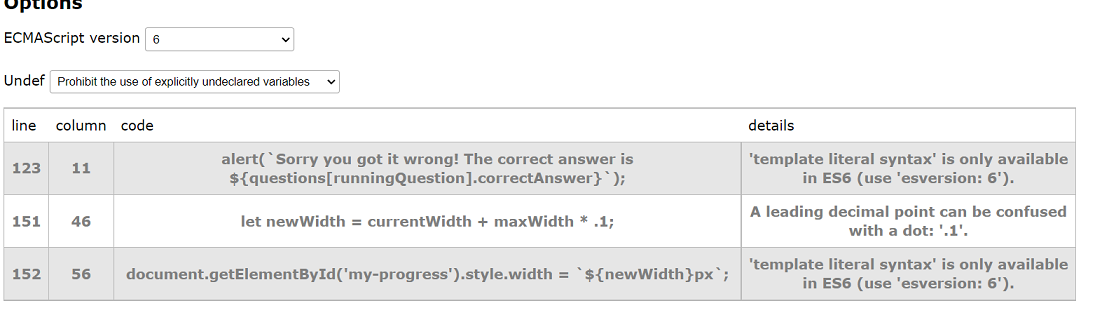 Options
ECMAScript version 6
Undef Prohibit the use of explicitly undeclared variables
line column code details
123 11 alert(`Sorry you got it wrong! The correct answer is
${questions[runningQuestion].correctAnswer}`); 'template literal syntax' is only available
in ES6 (use 'esversion: 6').
151 46 let newWidth = currentWidth + maxWidth * .1; A leading decimal point can be confused
with a dot: '.1'.
152 56 document.getElementById('my-progress').style.width = `${newWidth}px`; 'template literal syntax' is only available
in ES6 (use 'esversion: 6').